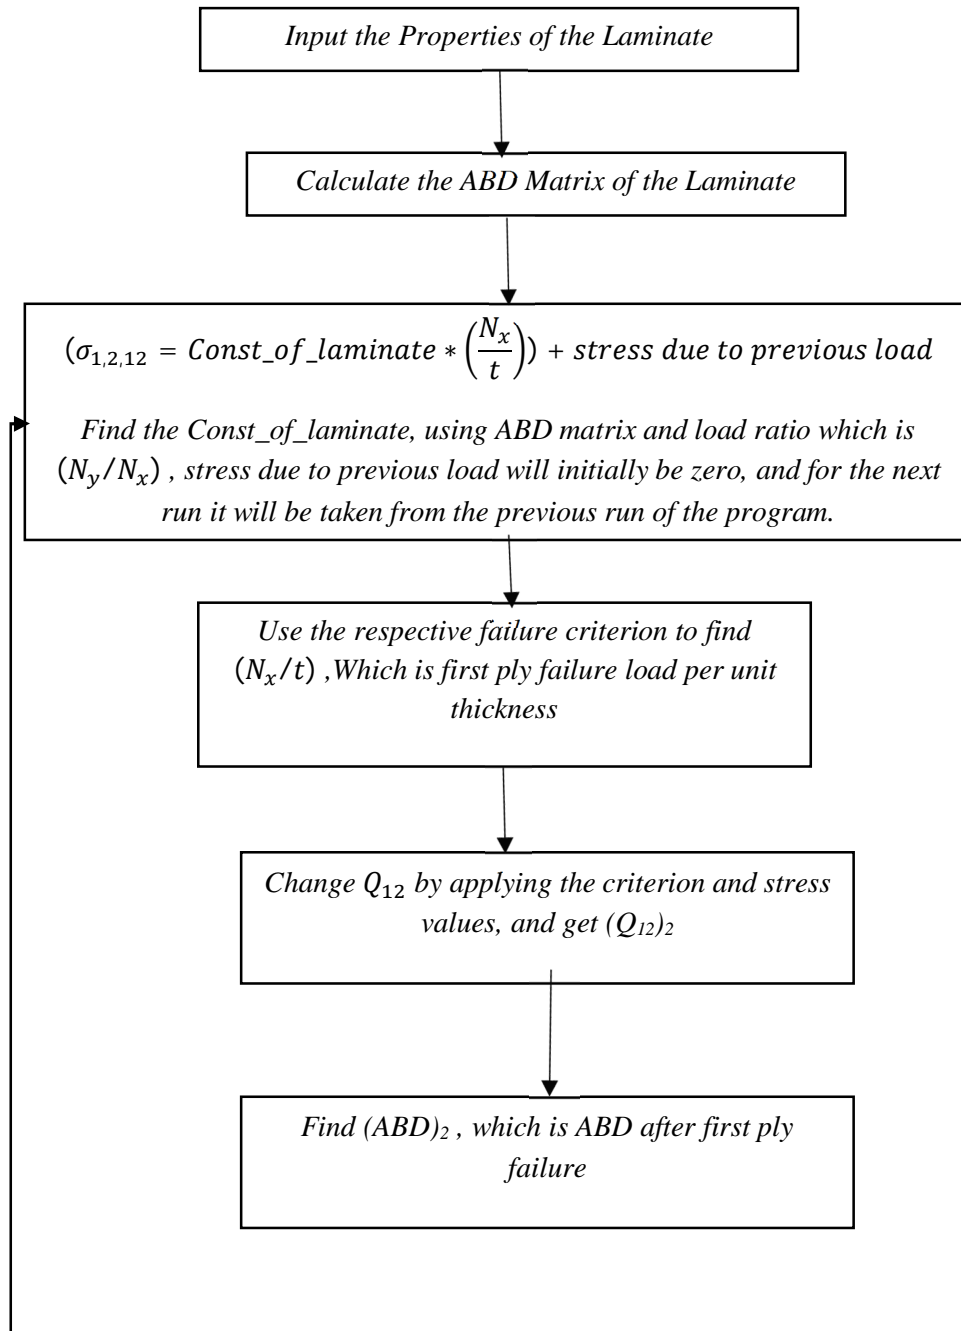 Input the Properties of the Laminate
Calculate the ABD Matrix of the Laminate
(σ₁,₂,₁₂ = Const_of_laminate ∗ (Nₓ/t)) + stress due to previous load
Find the Const_of_laminate, using ABD matrix and load ratio which is
(N_y/Nₓ) , stress due to previous load will initially be zero, and for the next
run it will be taken from the previous run of the program.
Use the respective failure criterion to find
(Nₓ/t) ,Which is first ply failure load per unit
thickness
Change Q₁₂ by applying the criterion and stress
values, and get (Q₁₂)₂
Find (ABD)₂ , which is ABD after first ply
failure